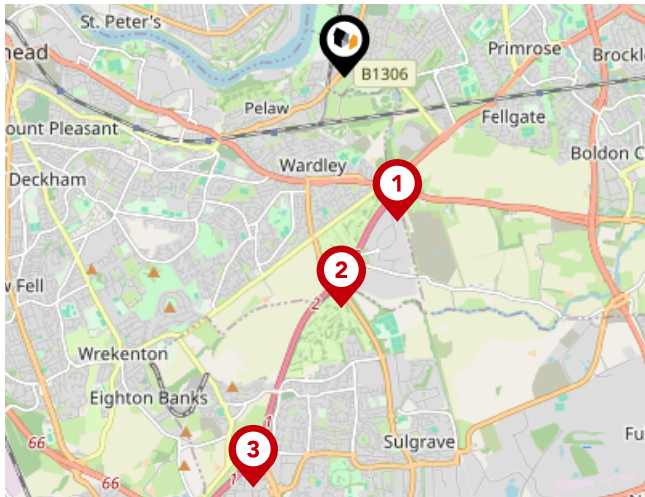 St. Peter's
head
Primrose
Brockl
B1306
Pelaw
ount Pleasant
Fellgate
Wardley
Boldon C
Deckham
1
2
w Fell
2
Wrekenton
Eighton Banks
1
66
3
Sulgrave
Fu
1
66